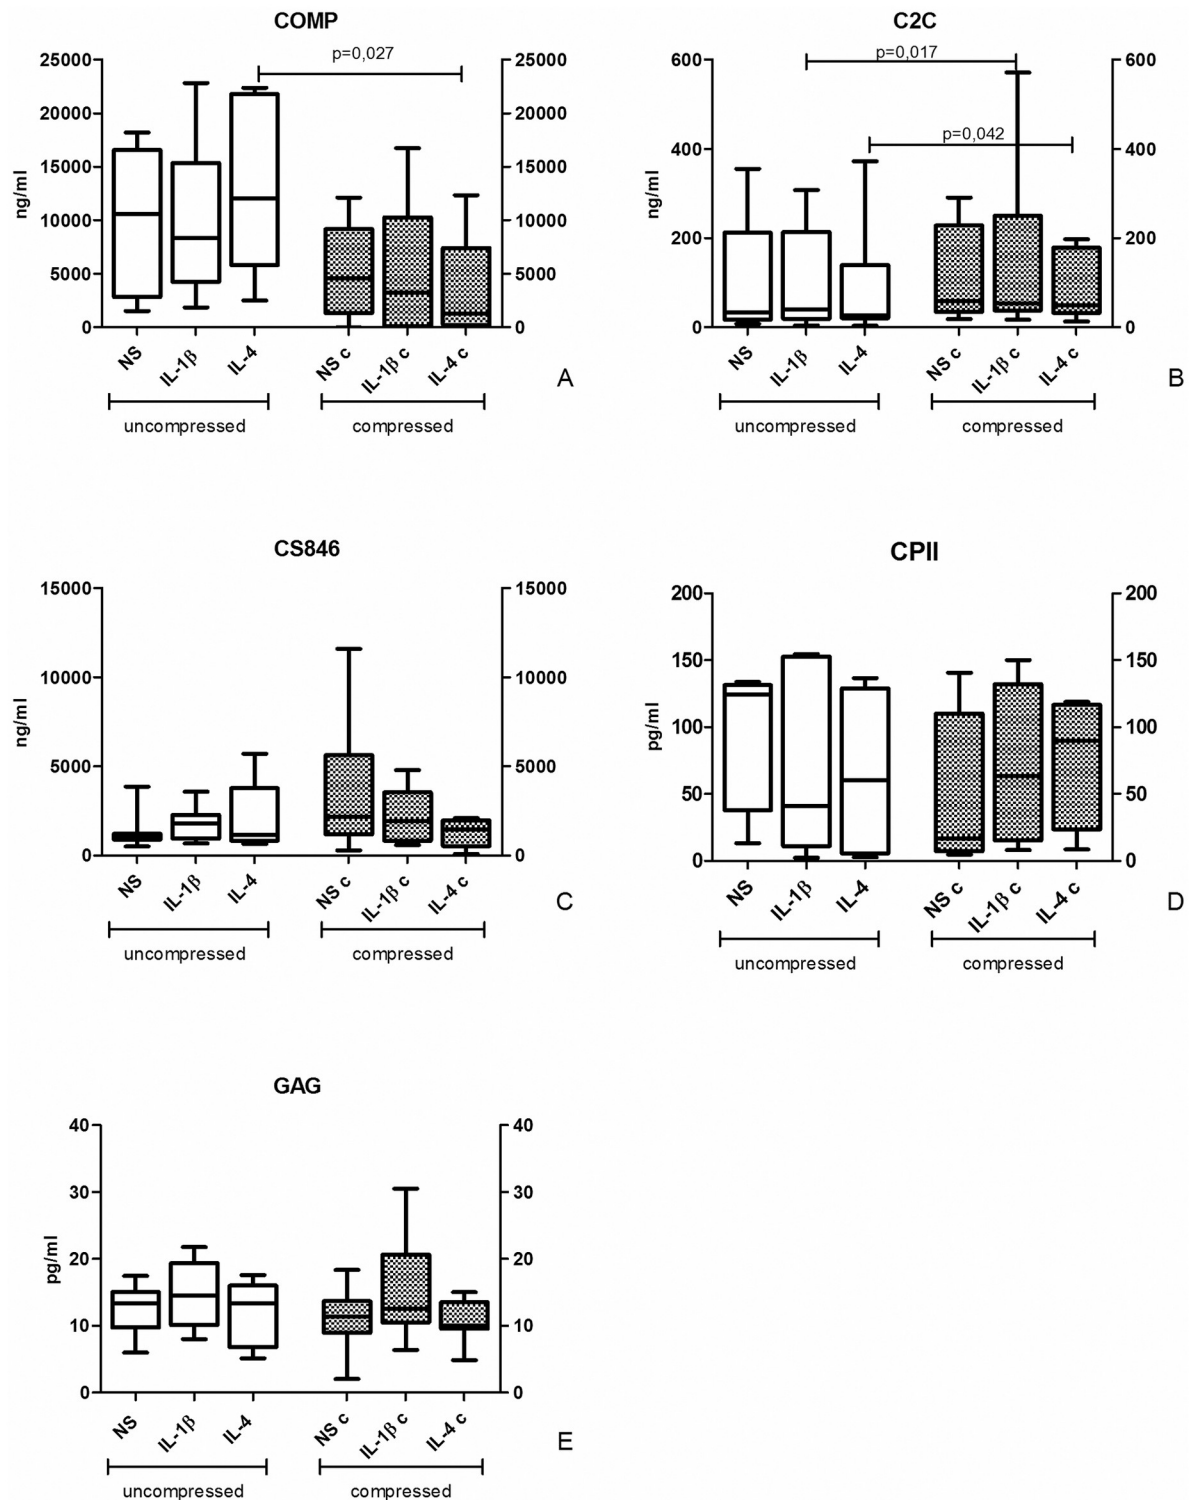 COMP
p=0,027
25000 25000
20000 20000
15000 15000
ng/ml
10000 10000
5000 5000
0 0
NS IL-1β IL-4 NS c IL-1β c IL-4 c
A
uncompressed compressed
C2C
p=0,017
600 600
p=0,042
400 400
ng/ml
200 200
0 0
NS IL-1β IL-4 NS c IL-1β c IL-4 c
B
uncompressed compressed
CS846
15000 15000
10000 10000
ng/ml
5000 5000
0 0
NS IL-1β IL-4 NS c IL-1β c IL-4 c
C
uncompressed compressed
CPII
200 200
150 150
pg/ml
100 100
50 50
0 0
NS IL-1β IL-4 NS c IL-1β c IL-4 c
D
uncompressed compressed
GAG
40 40
30 30
pg/ml
20 20
10 10
0 0
NS IL-1β IL-4 NS c IL-1β c IL-4 c
E
uncompressed compressed